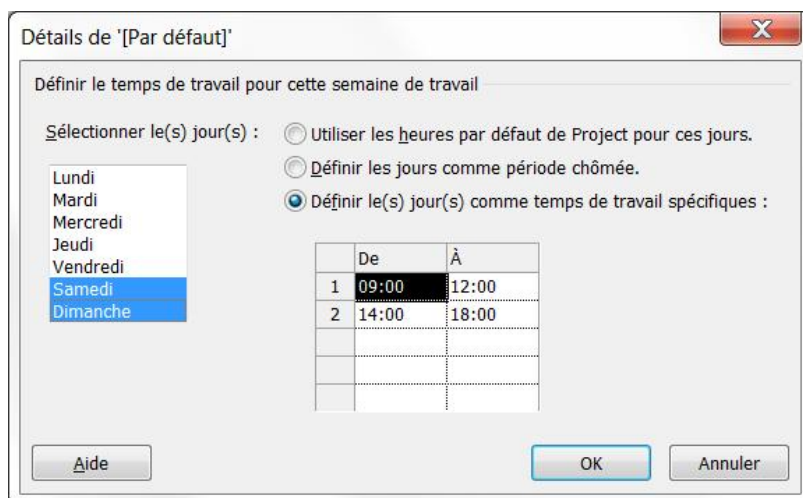 Détails de '[Par défaut]'
X
Définir le temps de travail pour cette semaine de travail
Sélectionner le(s) jour(s) :
Utiliser les heures par défaut de Project pour ces jours.
Définir les jours comme période chômée.
Définir le(s) jour(s) comme temps de travail spécifiques :
Lundi
Mardi
Mercredi
Jeudi
Vendredi
Samedi
Dimanche
De À
1 09:00 12:00
2 14:00 18:00
Aide OK Annuler